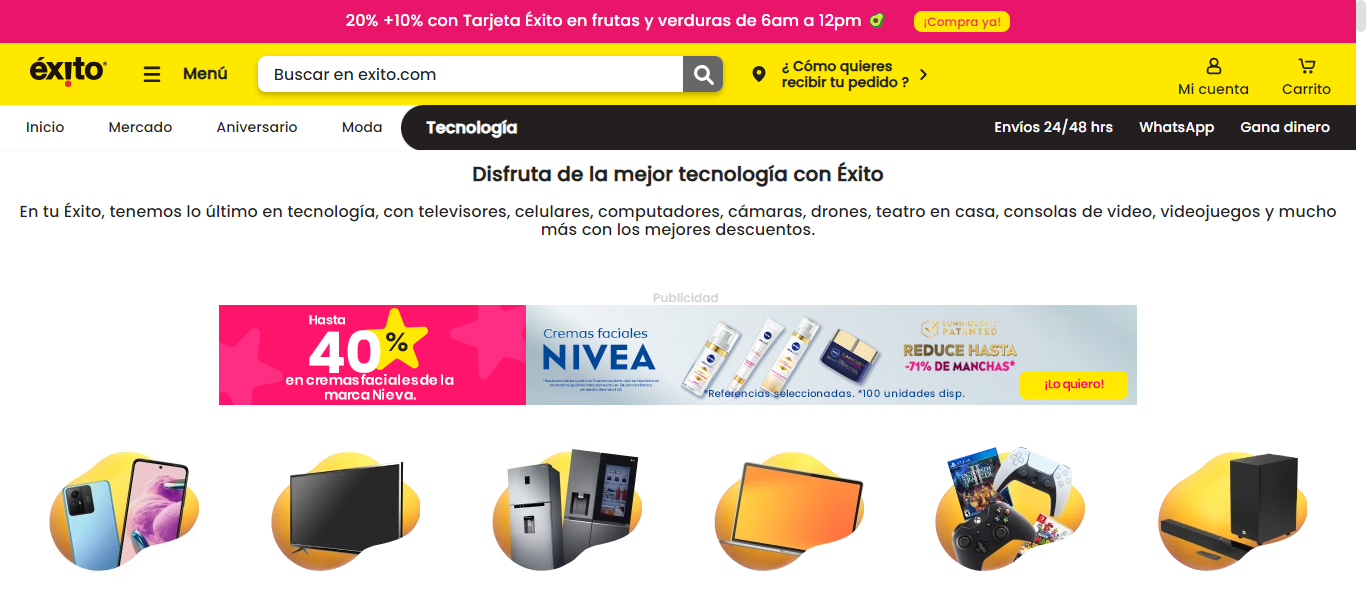 20% +10% con Tarjeta Éxito en frutas y verduras de 6am a 12pm
¡Compra ya!
éxito
Menú
Buscar en exito.com
¿ Cómo quieres
recibir tu pedido ?
Mi cuenta
Carrito
Inicio
Mercado
Aniversario
Moda
Tecnología
Envíos 24/48 hrs
WhatsApp
Gana dinero
Disfruta de la mejor tecnología con Éxito
En tu Éxito, tenemos lo último en tecnología, con televisores, celulares, computadores, cámaras, drones, teatro en casa, consolas de video, videojuegos y mucho
más con los mejores descuentos.
Publicidad
Hasta
40%
en cremas faciales de la
marca Nieva.
Cremas faciales
NIVEA
*Referencias seleccionadas. *100 unidades disp.
PATENTED
REDUCE HASTA
-71% DE MANCHAS*
¡Lo quiero!